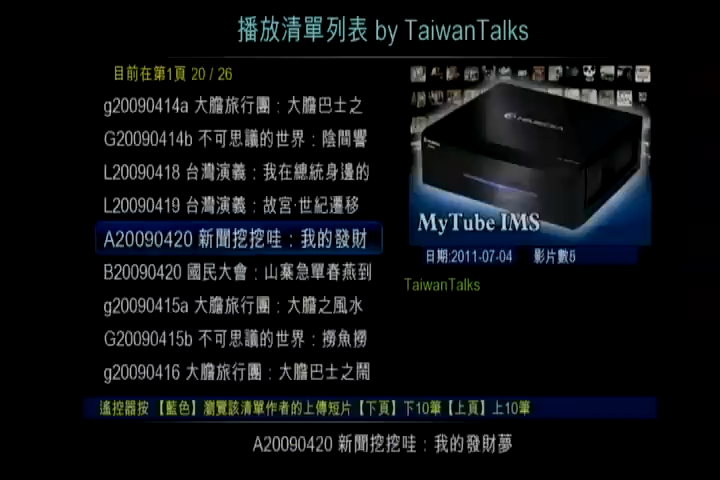 播放清單列表 by TaiwanTalks
目前在第1頁 20 / 26
g20090414a 大膽旅行團：大膽巴士之
G20090414b 不可思議的世界：陰間響
L20090418 台灣演義：我在總統身邊的
L20090419 台灣演義：故宮·世紀遷移
A20090420 新聞挖挖哇：我的發財
B20090420 國民大會：山寨急單春燕到
g20090415a 大膽旅行團：大膽之風水
G20090415b 不可思議的世界：撈魚撈
g20090416 大膽旅行團：大膽巴士之鬧
MyTube IMS
日期:2011-07-04 影片數:5
TaiwanTalks
遙控器按 【藍色】瀏覽該清單作者的上傳短片【下頁】下10筆【上頁】上10筆
A20090420 新聞挖挖哇：我的發財夢